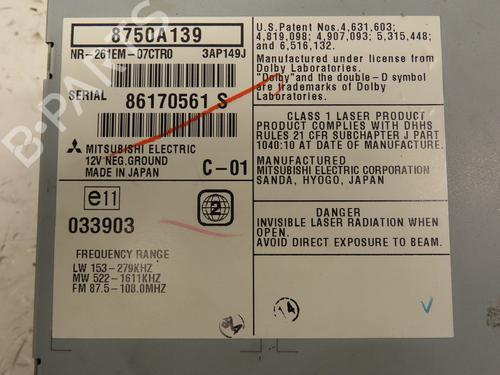 8750A139
NR-261EM-07CTR0 3AP149J
SERIAL 86170561 S
MITSUBISHI ELECTRIC
12V NEG.GROUND
MADE IN JAPAN C-01
e11
033903
FREQUENCY RANGE
LW 153-279KHZ
MW 522-1611KHZ
FM 87.5-108.0MHZ
U.S.Patent Nos. 4,631,603;
4,819,098; 4,907,093; 5,315,448;
and 6,516,132.
Manufactured under license from
Dolby Laboratories.
"Dolby" and the double-D symbol
are trademarks of Dolby
Laboratories.
CLASS 1 LASER PRODUCT
PRODUCT COMPLIES WITH DHHS
RULES 21 CFR SUBCHAPTER J PART
1040:10 AT DATE OF MANUFACTURE.
MANUFACTURED
MITSUBISHI ELECTRIC CORPORATION
SANDA, HYOGO, JAPAN
DANGER
INVISIBLE LASER RADIATION WHEN
OPEN.
AVOID DIRECT EXPOSURE TO BEAM.
B-PARTS